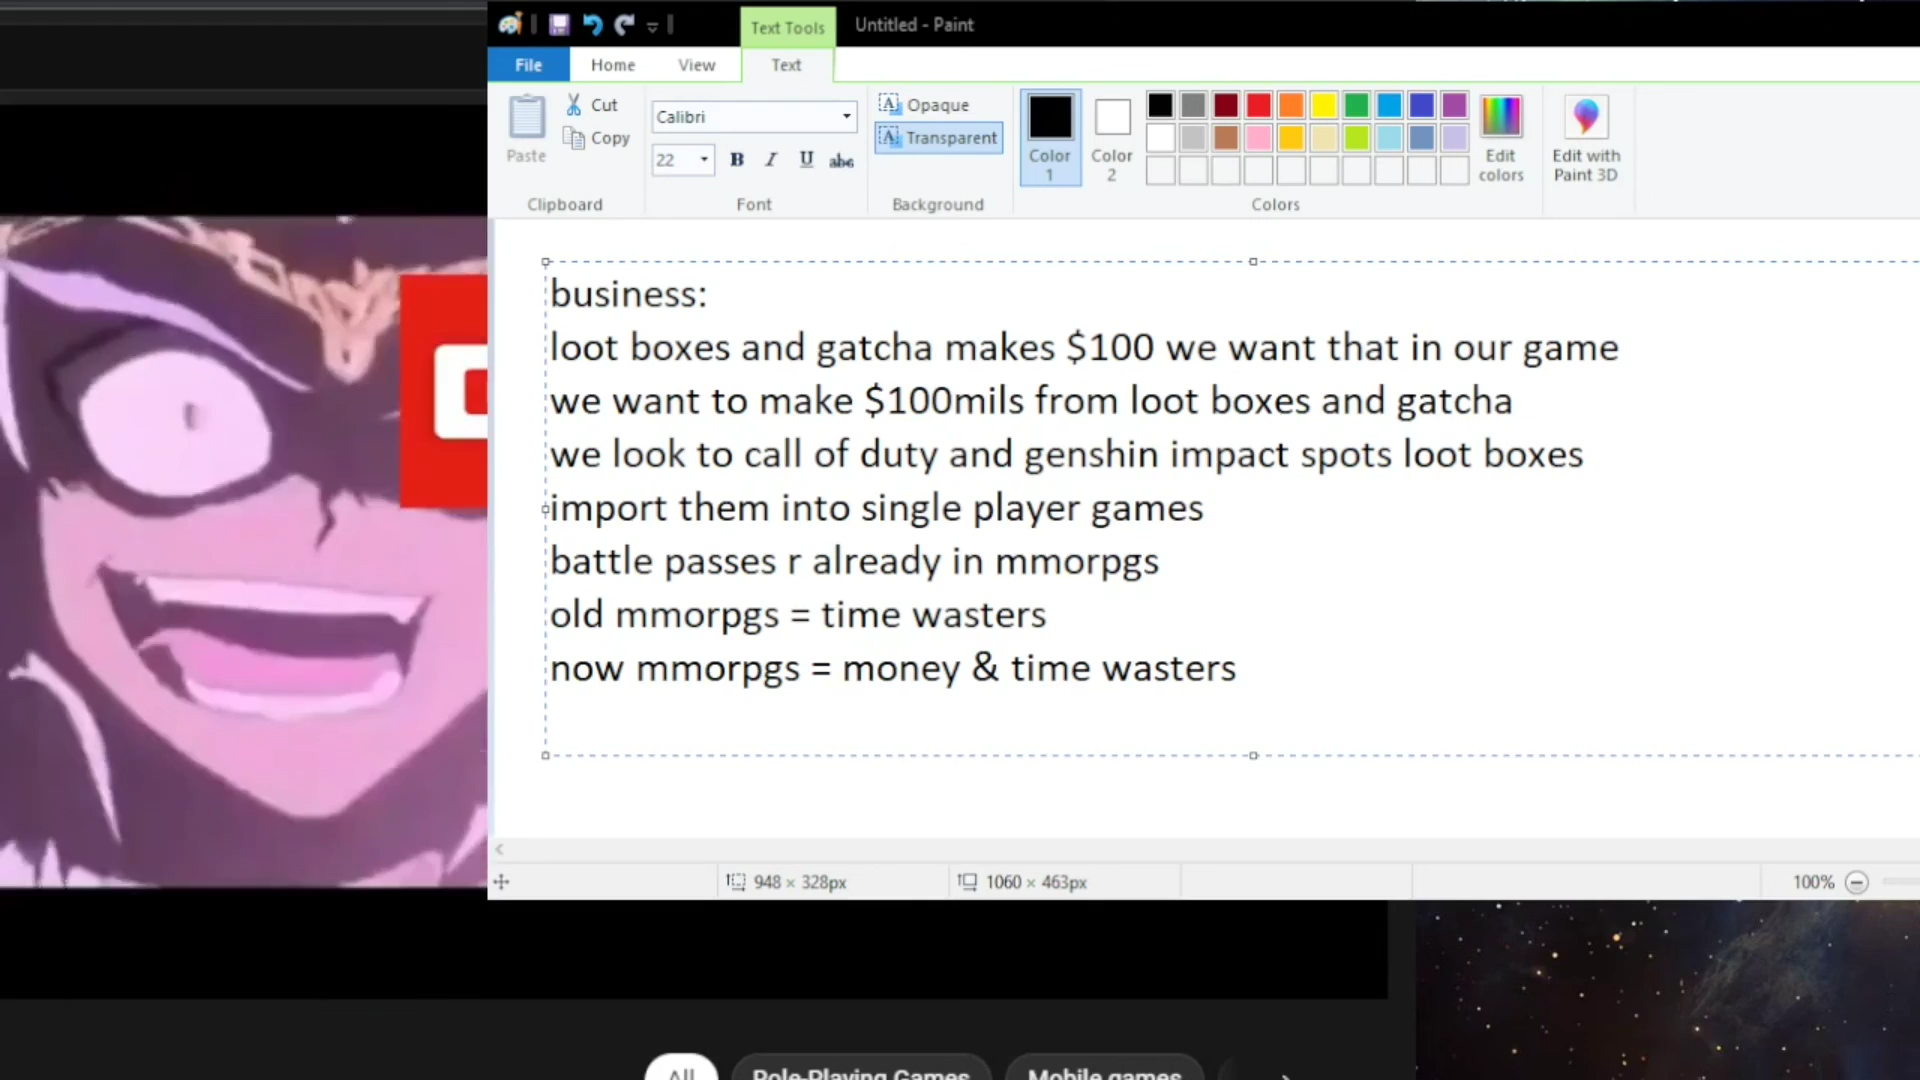 Text Tools
Untitled - Paint
File
Home
View
Text
Paste
Cut
Copy
Clipboard
Calibri
22
B I U abc
Font
Opaque
Transparent
Background
Color 1
Color 2
Edit colors
Colors
Edit with Paint 3D
business:
loot boxes and gatcha makes $100 we want that in our game
we want to make $100mils from loot boxes and gatcha
we look to call of duty and genshin impact spots loot boxes
import them into single player games
battle passes r already in mmorpgs
old mmorpgs = time wasters
now mmorpgs = money & time wasters
948 × 328px
1060 × 463px
100%
All
Role-Playing Games
Mobile games